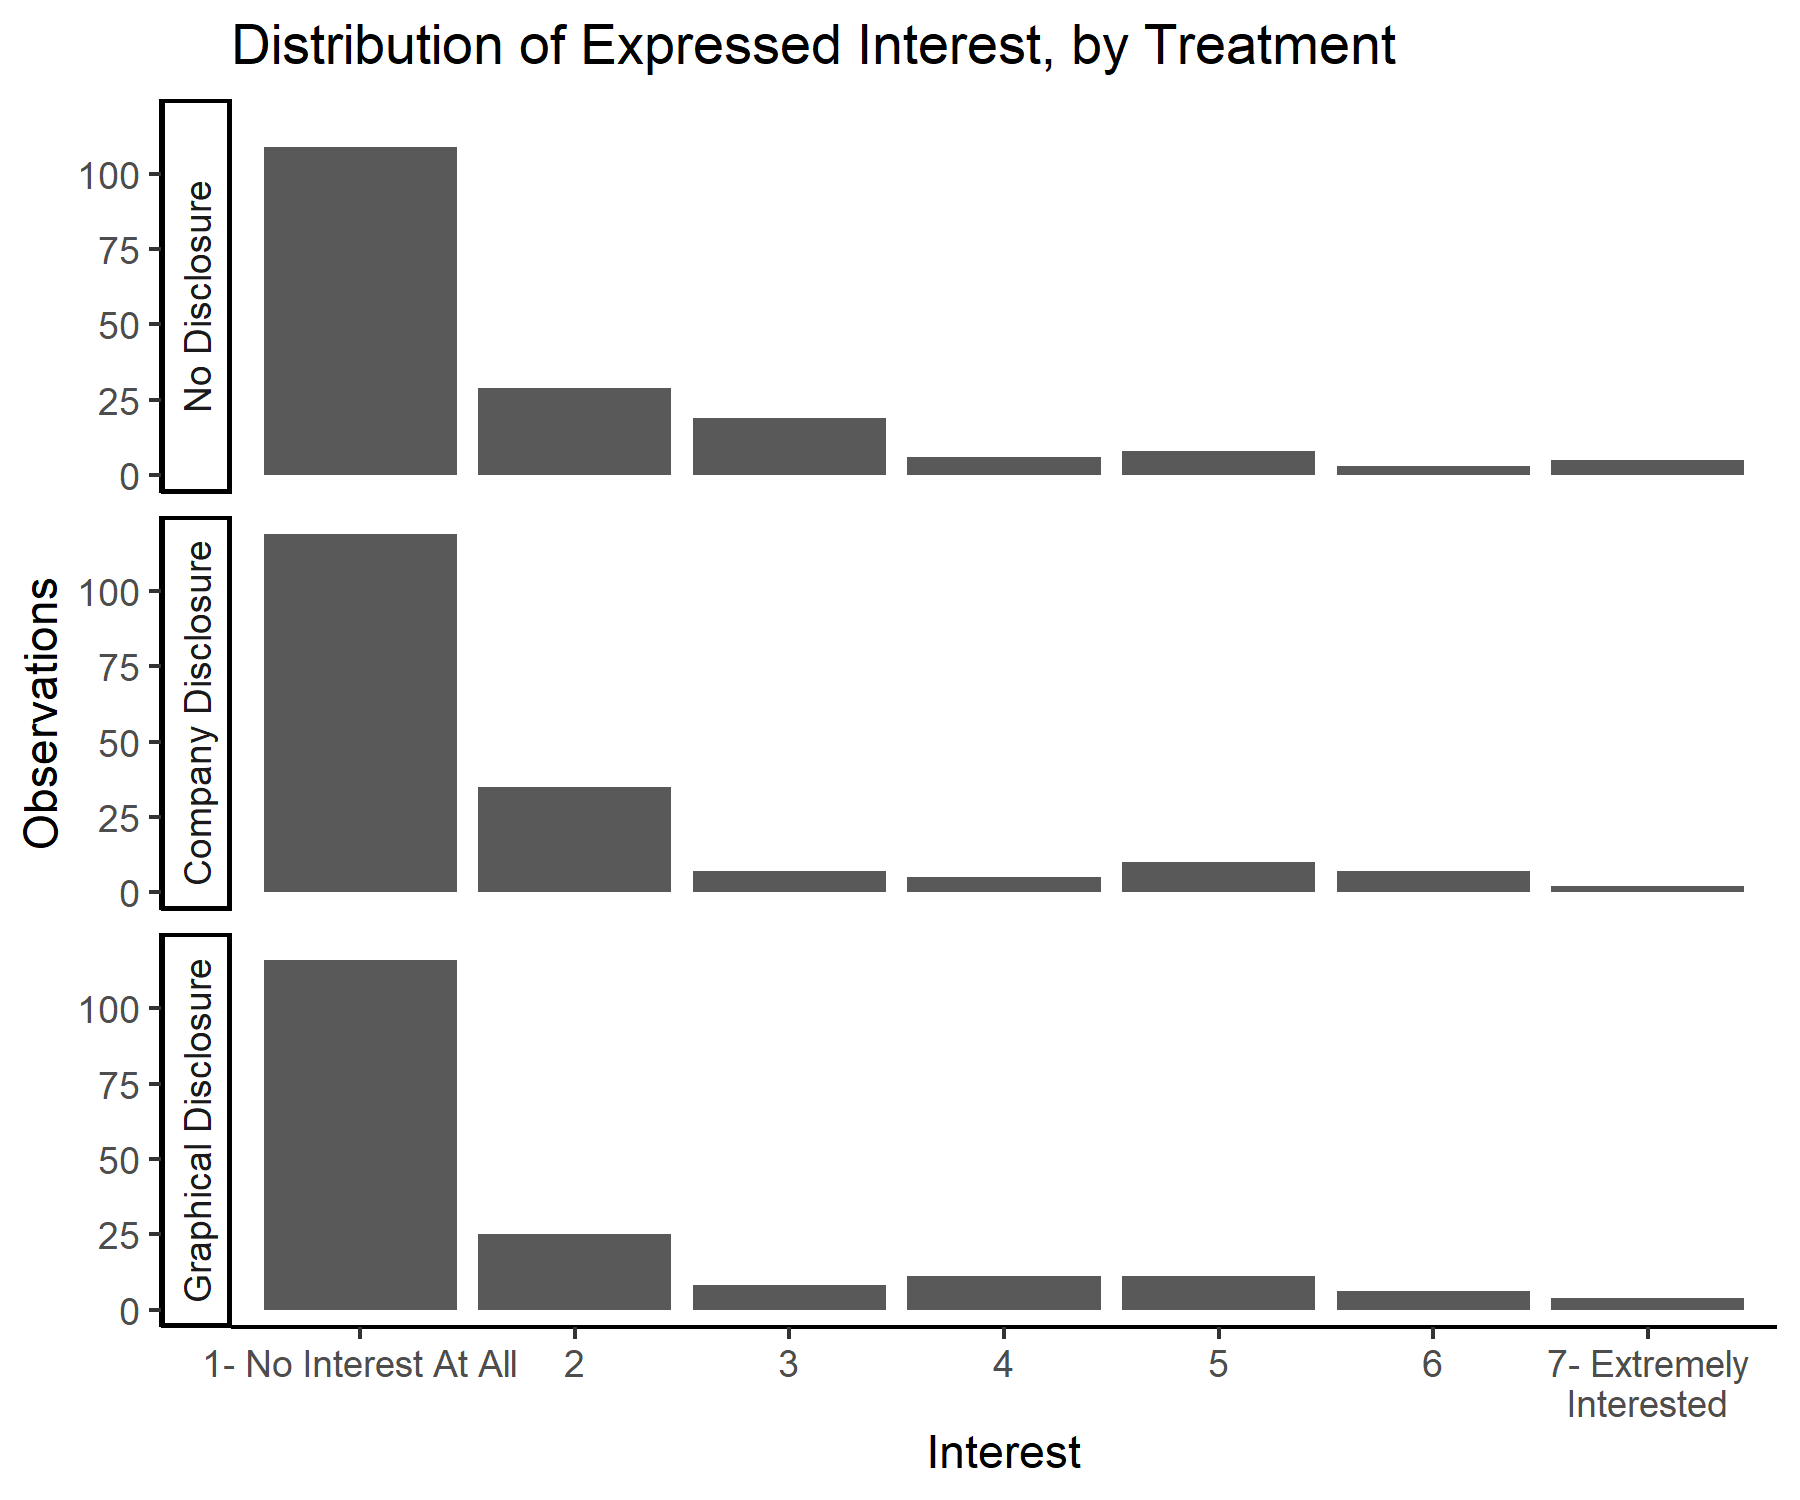 Distribution of Expressed Interest, by Treatment
No Disclosure
100
75
50
25
0
Observations
Company Disclosure
100
75
50
25
0
Graphical Disclosure
100
75
50
25
0
1- No Interest At All 2 3 4 5 6 7- Extremely
Interested
Interest